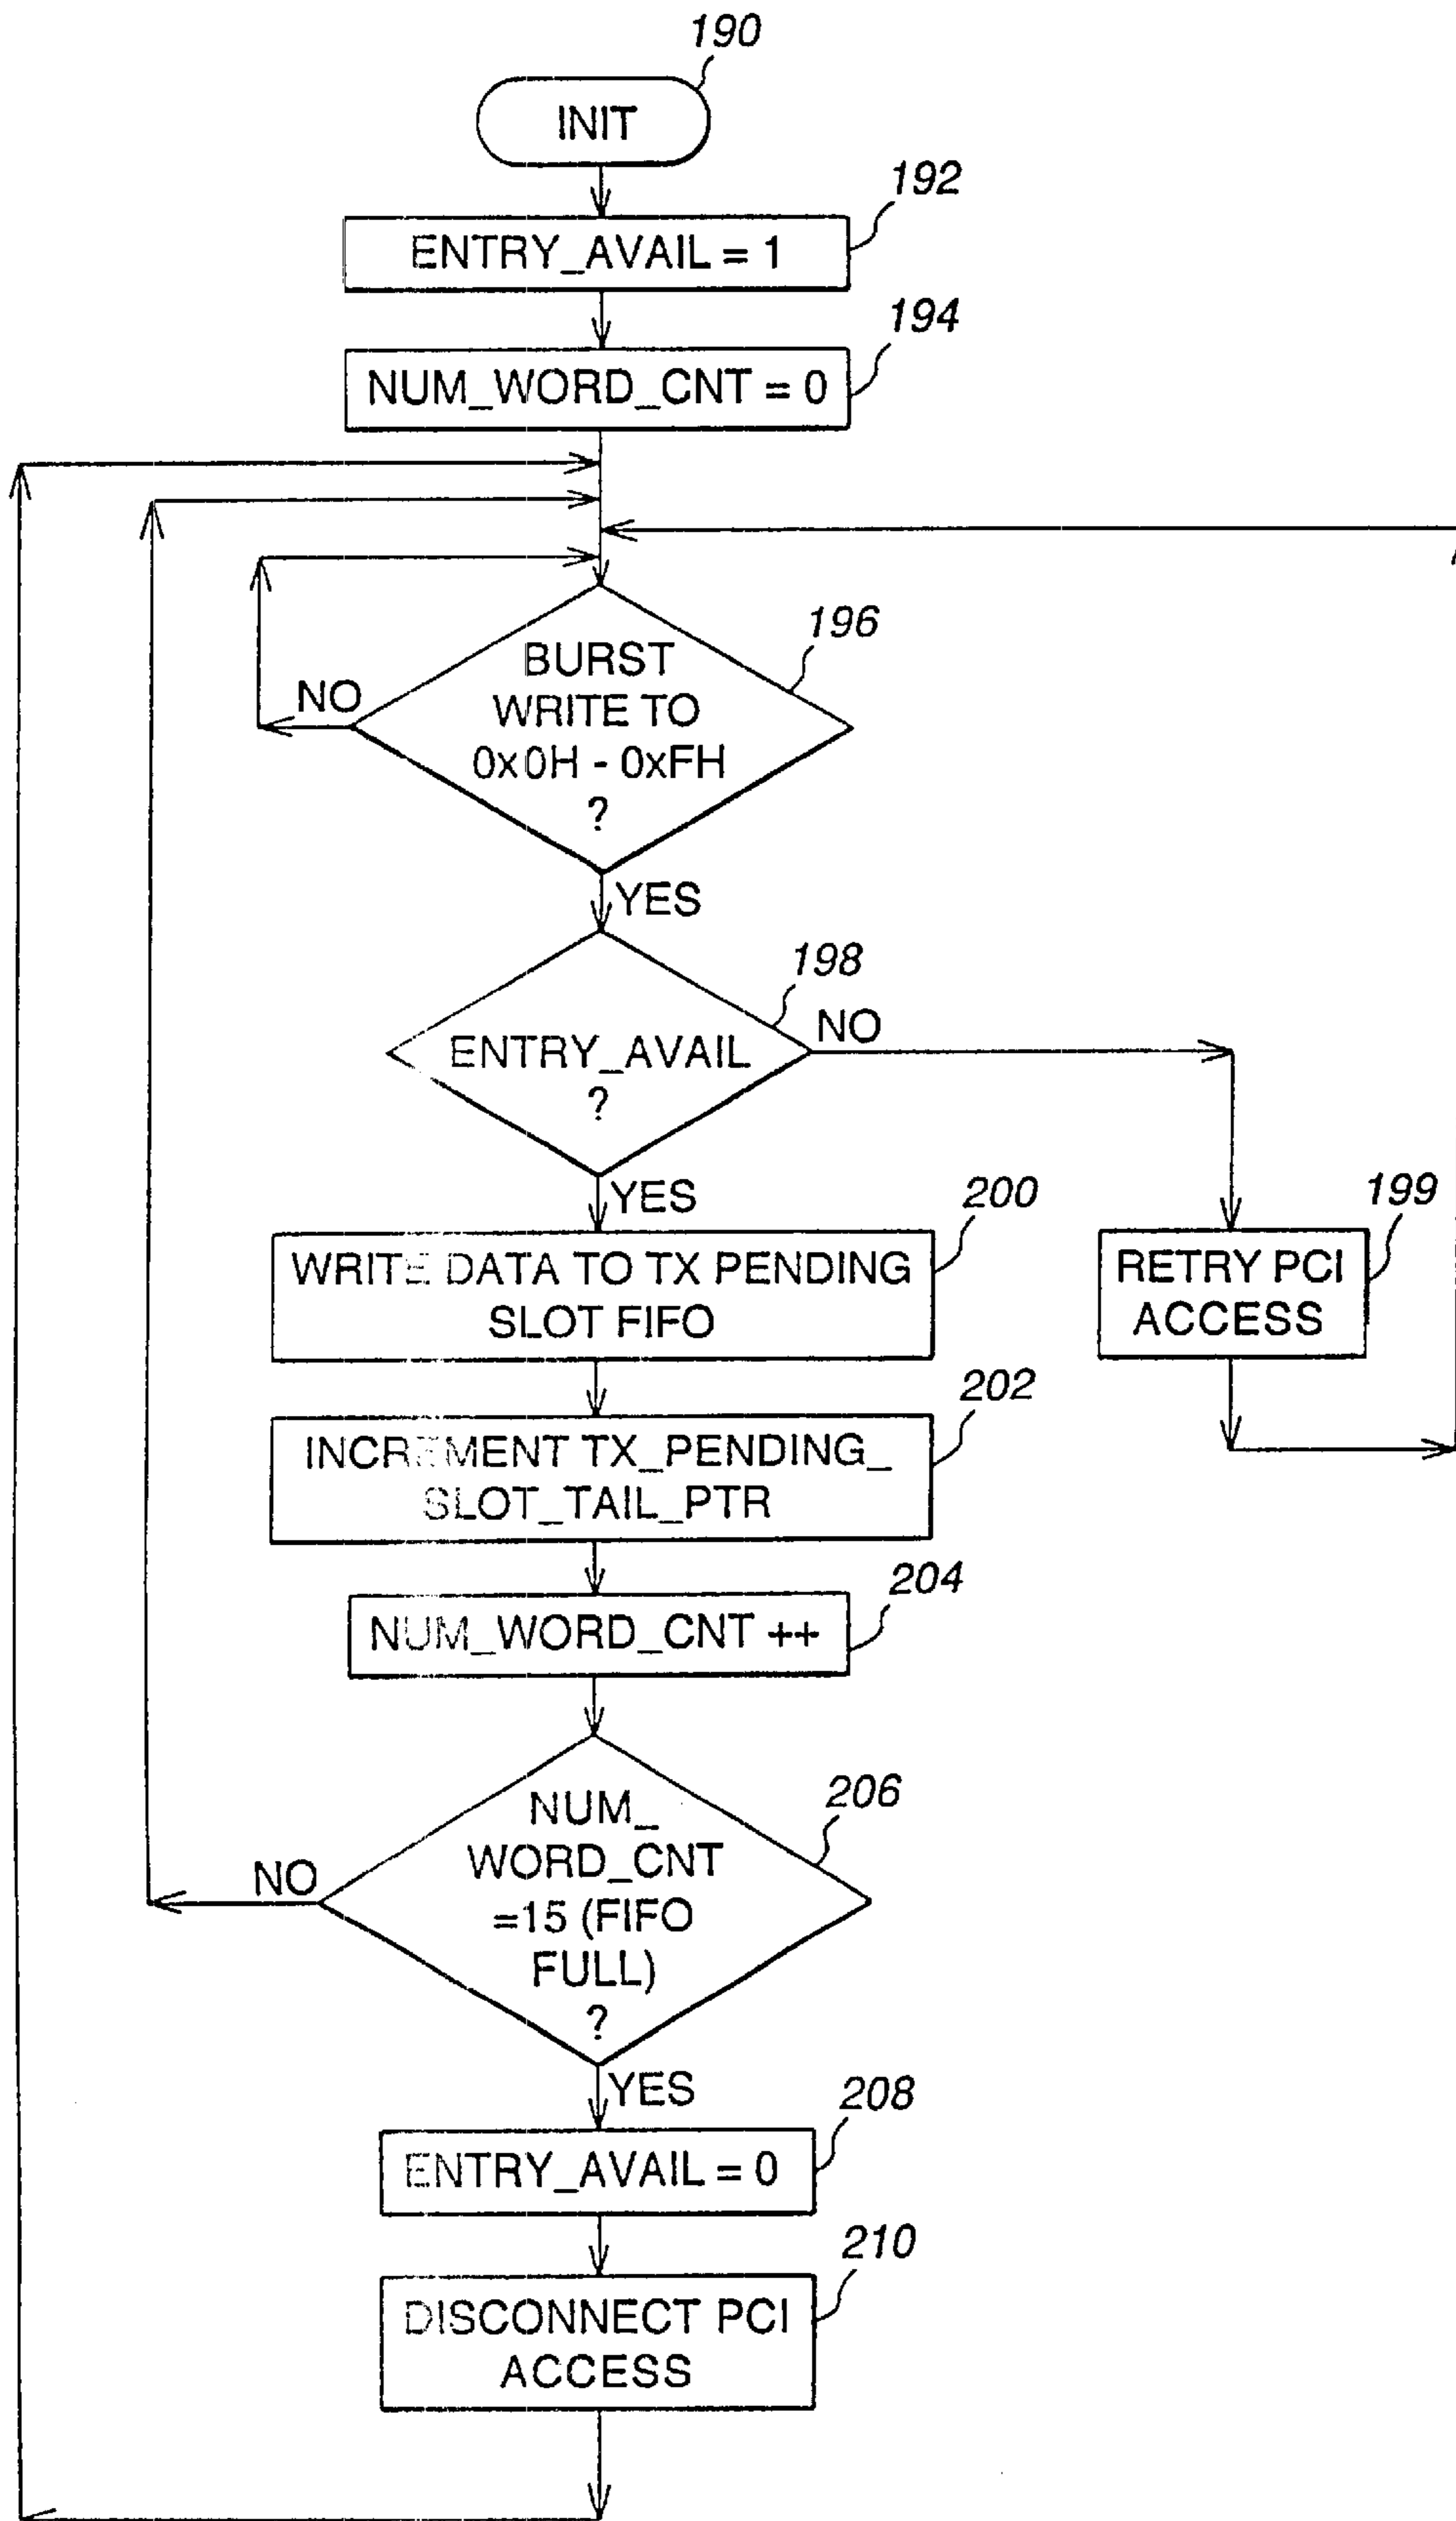 190
INIT
192
ENTRY_AVAIL = 1
194
NUM_WORD_CNT = 0
196
BURST
WRITE TO
0x0H - 0xFH
?
NO
YES
198
ENTRY_AVAIL
?
NO
YES
200
WRITE DATA TO TX PENDING
SLOT FIFO
199
RETRY PCI
ACCESS
202
INCREMENT TX_PENDING_
SLOT_TAIL_PTR
204
NUM_WORD_CNT ++
206
NUM_
WORD_CNT
=15 (FIFO
FULL)
?
NO
YES
208
ENTRY_AVAIL = 0
210
DISCONNECT PCI
ACCESS